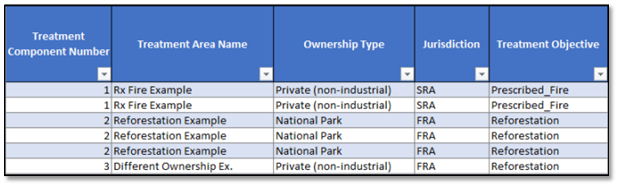 Treatment Component Number Treatment Area Name Ownership Type Jurisdiction Treatment Objective
1 Rx Fire Example Private (non-industrial) SRA Prescribed_Fire
1 Rx Fire Example Private (non-industrial) SRA Prescribed_Fire
2 Reforestation Example National Park FRA Reforestation
2 Reforestation Example National Park FRA Reforestation
2 Reforestation Example National Park FRA Reforestation
3 Different Ownership Ex. Private (non-industrial) FRA Reforestation